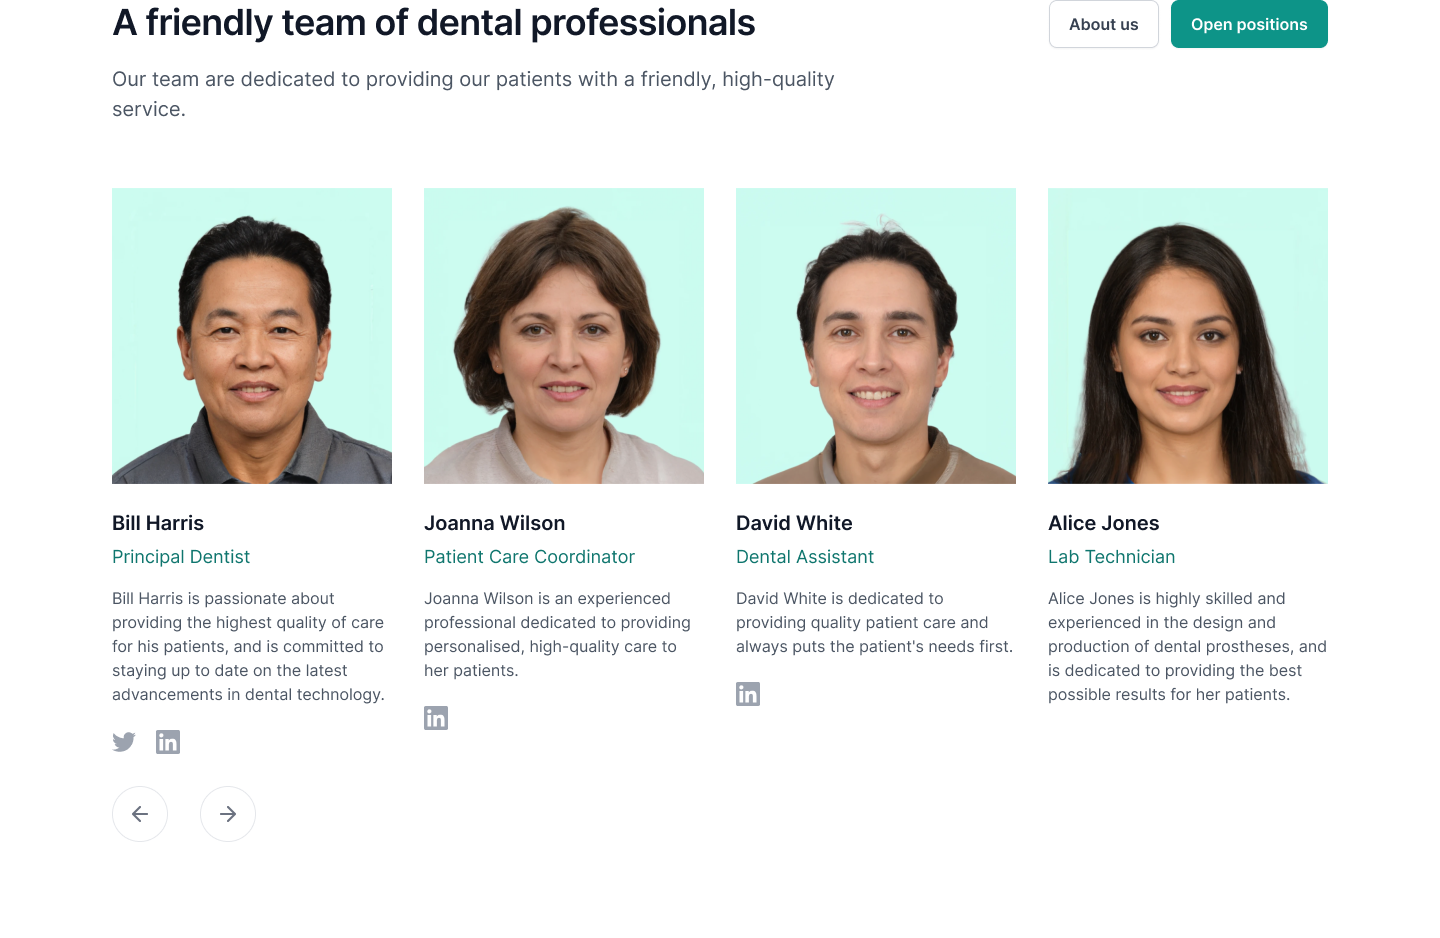 A friendly team of dental professionals
About us
Open positions
Our team are dedicated to providing our patients with a friendly, high-quality
service.
Bill Harris
Principal Dentist
Bill Harris is passionate about
providing the highest quality of care
for his patients, and is committed to
staying up to date on the latest
advancements in dental technology.
Joanna Wilson
Patient Care Coordinator
Joanna Wilson is an experienced
professional dedicated to providing
personalised, high-quality care to
her patients.
in
David White
Dental Assistant
David White is dedicated to
providing quality patient care and
always puts the patient's needs first.
in
Alice Jones
Lab Technician
Alice Jones is highly skilled and
experienced in the design and
production of dental prostheses, and
is dedicated to providing the best
possible results for her patients.
in